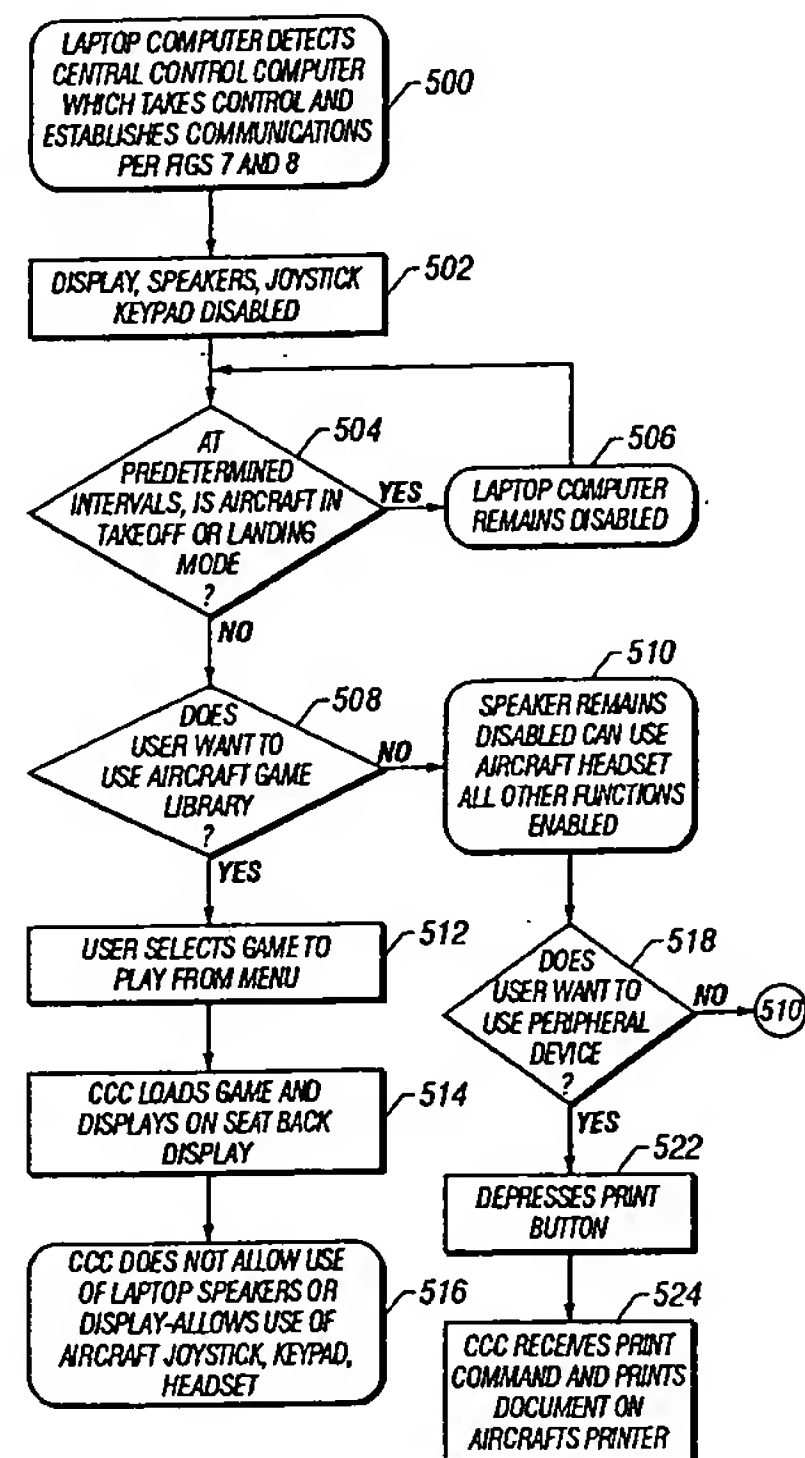 LAPTOP COMPUTER DETECTS
CENTRAL CONTROL COMPUTER
WHICH TAKES CONTROL AND
ESTABLISHES COMMUNICATIONS
PER FIGS 7 AND 8
500
DISPLAY, SPEAKERS, JOYSTICK
KEYPAD DISABLED
502
AT
PREDETERMINED
INTERVALS, IS AIRCRAFT IN
TAKEOFF OR LANDING
MODE
?
504
YES
LAPTOP COMPUTER
REMAINS DISABLED
506
NO
DOES
USER WANT TO
USE AIRCRAFT GAME
LIBRARY
?
508
NO
SPEAKER REMAINS
DISABLED CAN USE
AIRCRAFT HEADSET
ALL OTHER FUNCTIONS
ENABLED
510
YES
USER SELECTS GAME TO
PLAY FROM MENU
512
CCC LOADS GAME AND
DISPLAYS ON SEAT BACK
DISPLAY
514
CCC DOES NOT ALLOW USE
OF LAPTOP SPEAKERS OR
DISPLAY-ALLOWS USE OF
AIRCRAFT JOYSTICK, KEYPAD,
HEADSET
516
DOES
USER WANT TO
USE PERIPHERAL
DEVICE
?
518
NO
510
YES
DEPRESSES PRINT
BUTTON
522
CCC RECEIVES PRINT
COMMAND AND PRINTS
DOCUMENT ON
AIRCRAFTS PRINTER
524